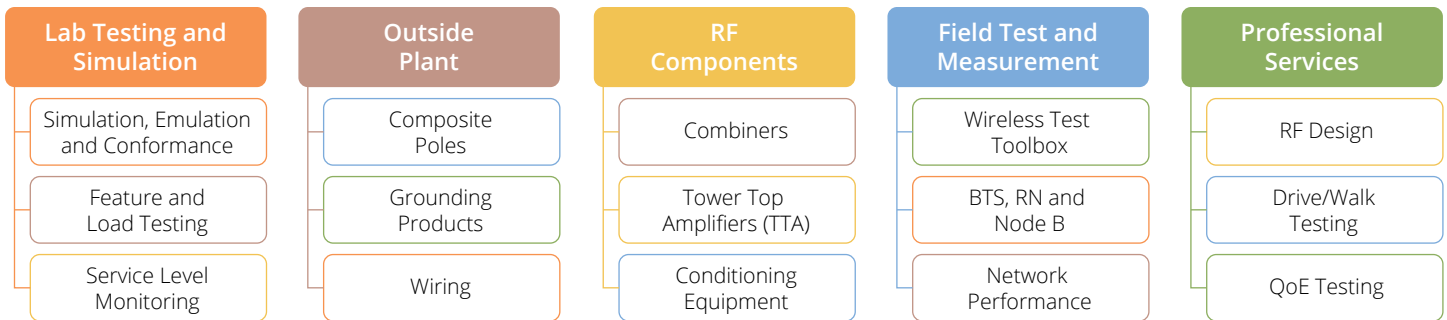 Lab Testing and
Simulation
Simulation, Emulation
and Conformance
Feature and
Load Testing
Service Level
Monitoring
Outside
Plant
Composite
Poles
Grounding
Products
Wiring
RF
Components
Combiners
Tower Top
Amplifiers (TTA)
Conditioning
Equipment
Field Test and
Measurement
Wireless Test
Toolbox
BTS, RN and
Node B
Network
Performance
Professional
Services
RF Design
Drive/Walk
Testing
QoE Testing